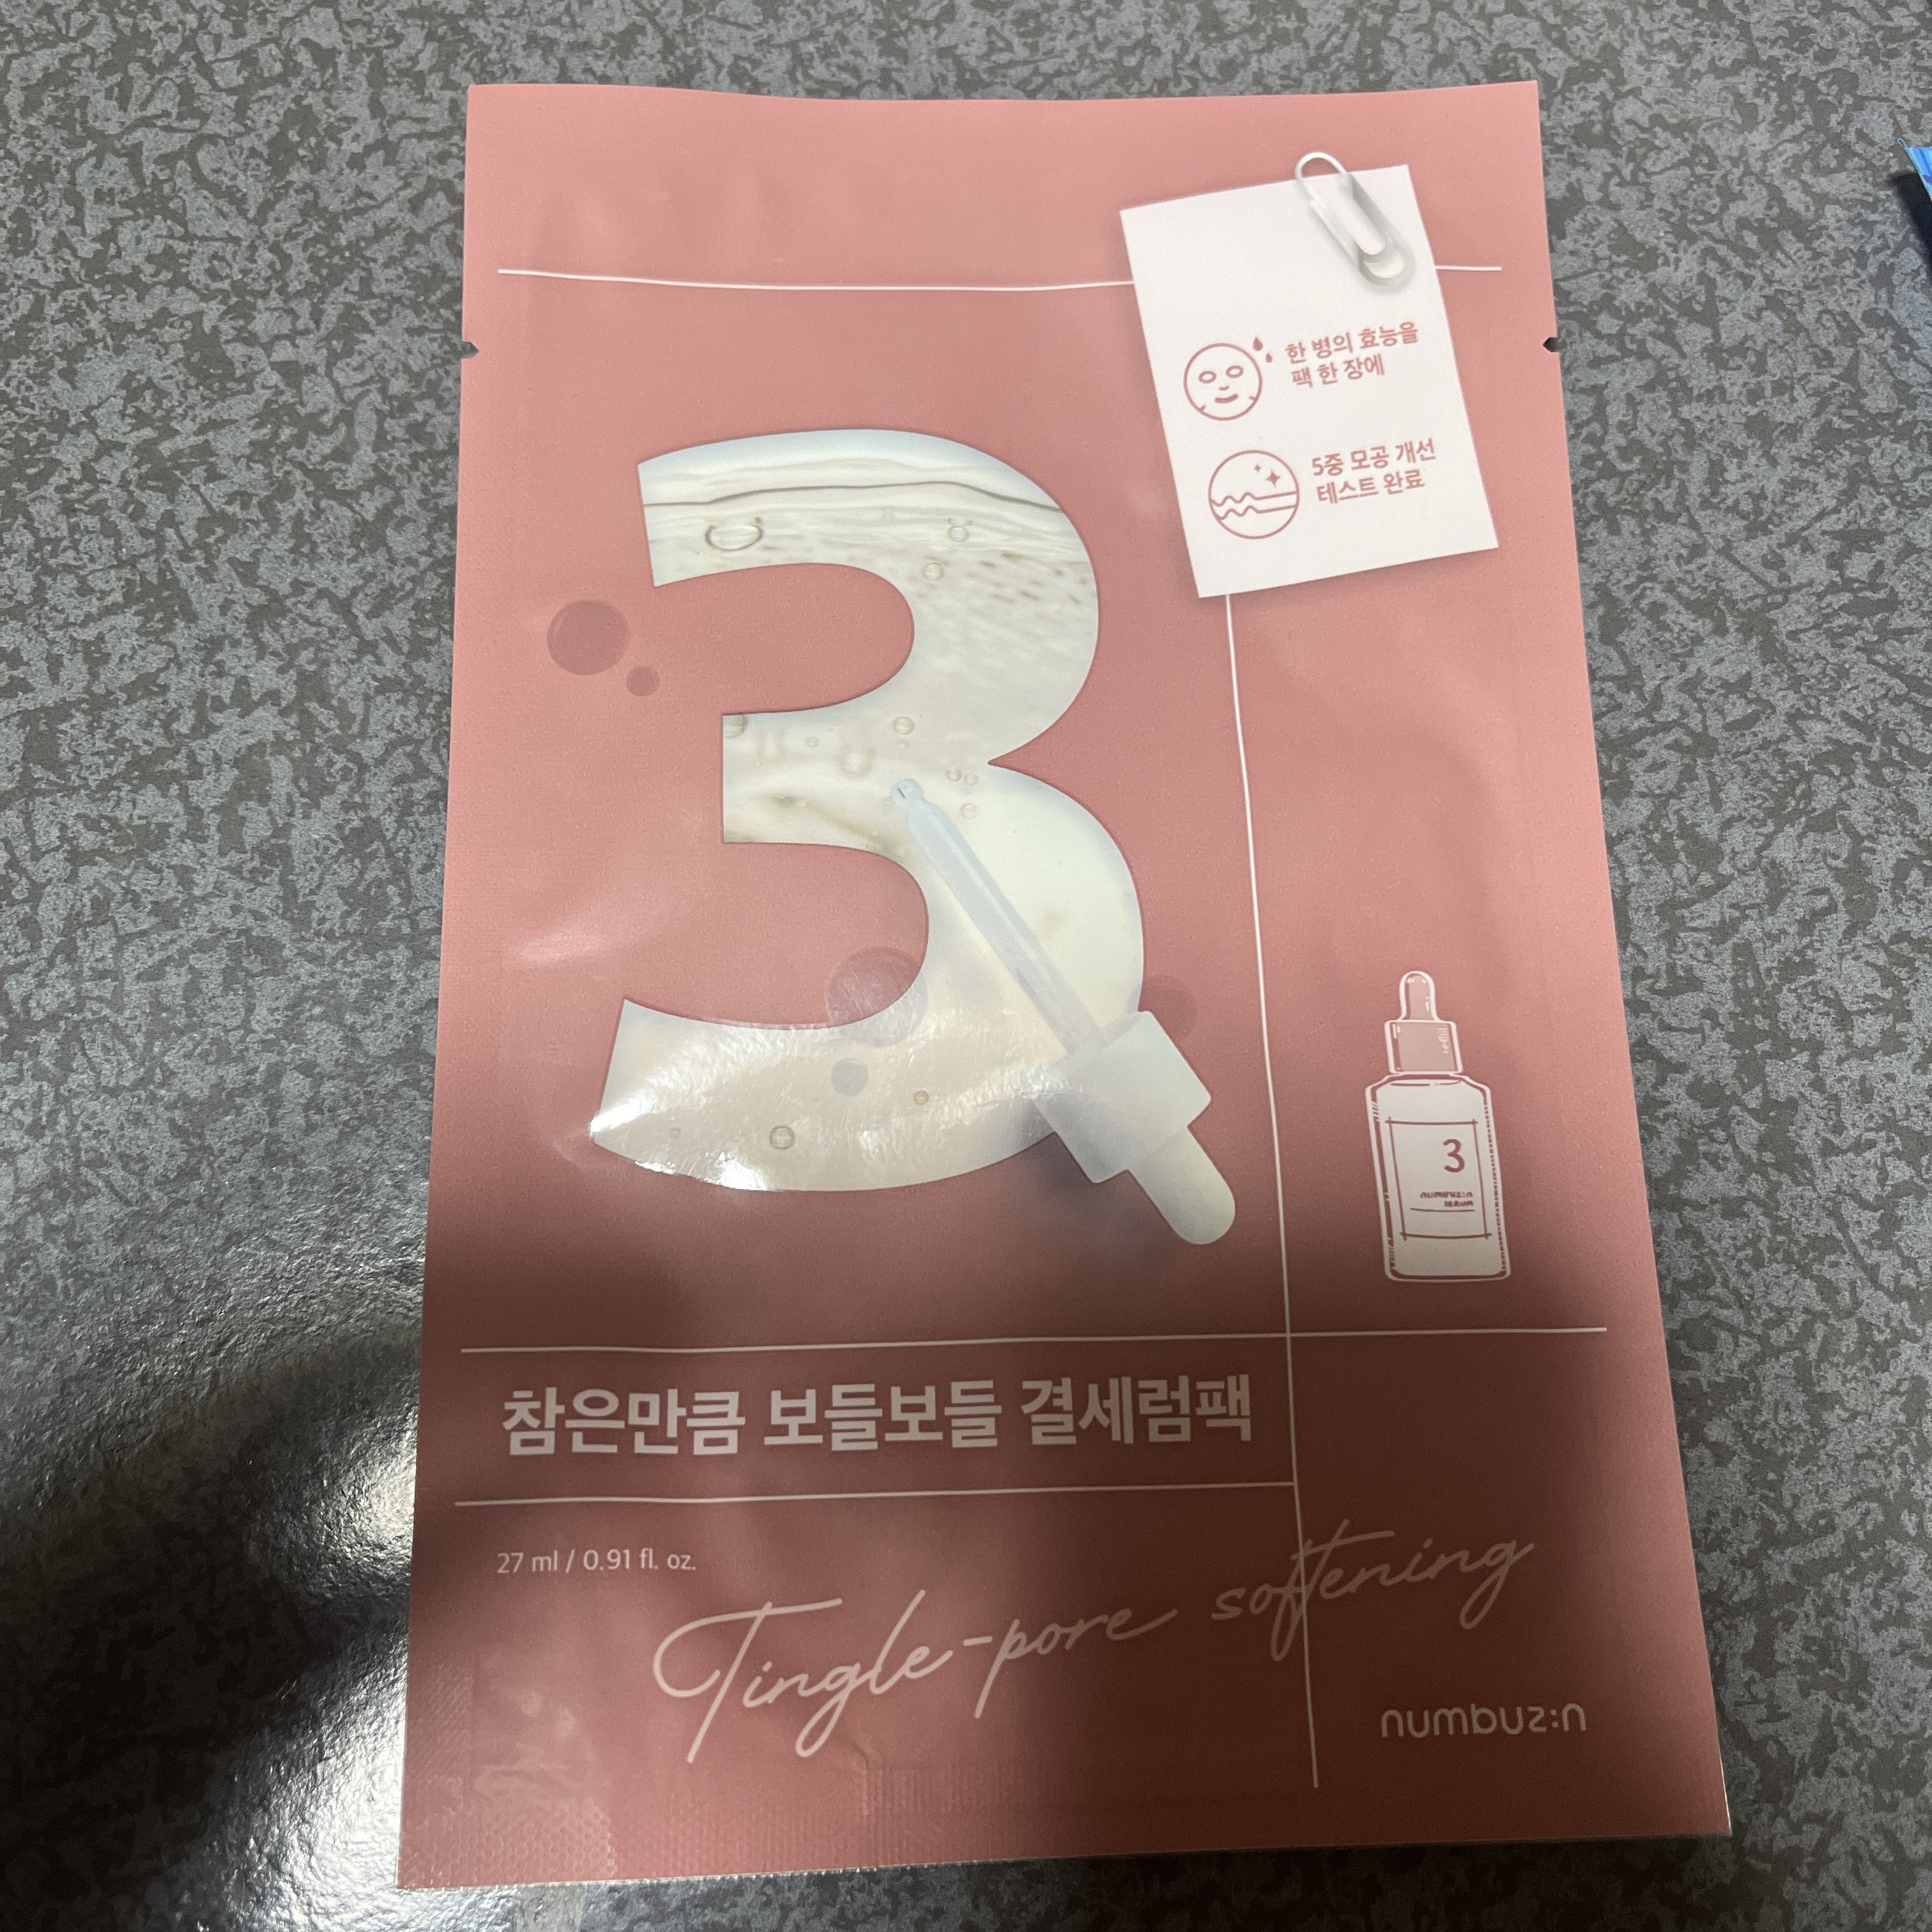 한 병의 효능을
팩 한 장에
5중 모공 개선
테스트 완료
3
3
numbuz:n
참은만큼 보들보들 결세럼팩
27 ml / 0.91 fl. oz.
Tingle-pore softening
numbuz:n